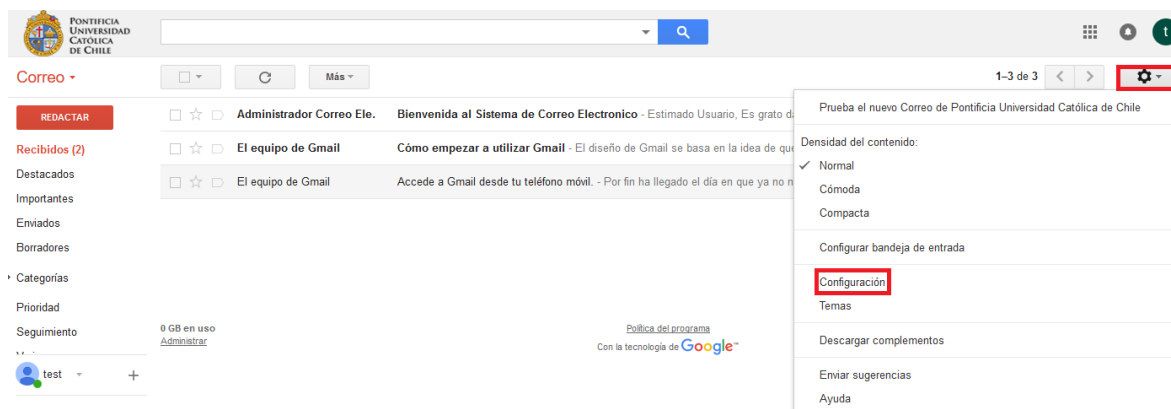 PONTIFICIA
UNIVERSIDAD
CATÓLICA
DE CHILE
t
Correo
Más
1–3 de 3
REDACTAR
Recibidos (2)
Destacados
Importantes
Enviados
Borradores
Categorías
Prioridad
Seguimiento
test
+
Administrador Correo Ele. Bienvenida al Sistema de Correo Electronico - Estimado Usuario, Es grato
El equipo de Gmail Cómo empezar a utilizar Gmail - El diseño de Gmail se basa en la idea de
El equipo de Gmail Accede a Gmail desde tu teléfono móvil. - Por fin ha llegado el día en que ya no
0 GB en uso
Administrar
Política del programa
Con la tecnología de Google™
Prueba el nuevo Correo de Pontificia Universidad Católica de Chile
Densidad del contenido:
Normal
Cómoda
Compacta
Configurar bandeja de entrada
Configuración
Temas
Descargar complementos
Enviar sugerencias
Ayuda